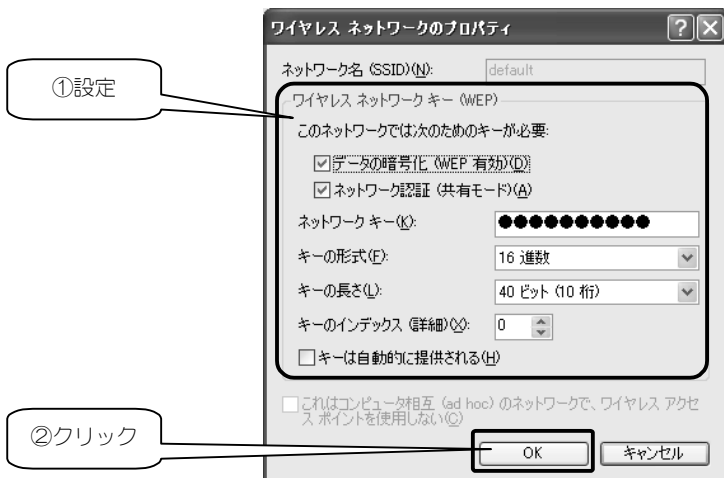 ワイヤレス ネットワークのプロパティ
ネットワーク名 (SSID)(N): default
①設定
ワイヤレス ネットワーク キー (WEP)
このネットワークでは次のためのキーが必要:
データの暗号化 (WEP 有効)(D)
ネットワーク認証 (共有モード)(A)
ネットワーク キー(K): ●●●●●●●●●●
キーの形式(F): 16 進数
キーの長さ(L): 40 ビット (10 桁)
キーのインデックス (詳細)(X): 0
キーは自動的に提供される(H)
これはコンピュータ相互 (ad hoc) のネットワークで、ワイヤレス アクセ
ス ポイントを使用しない(C)
②クリック
OK キャンセル